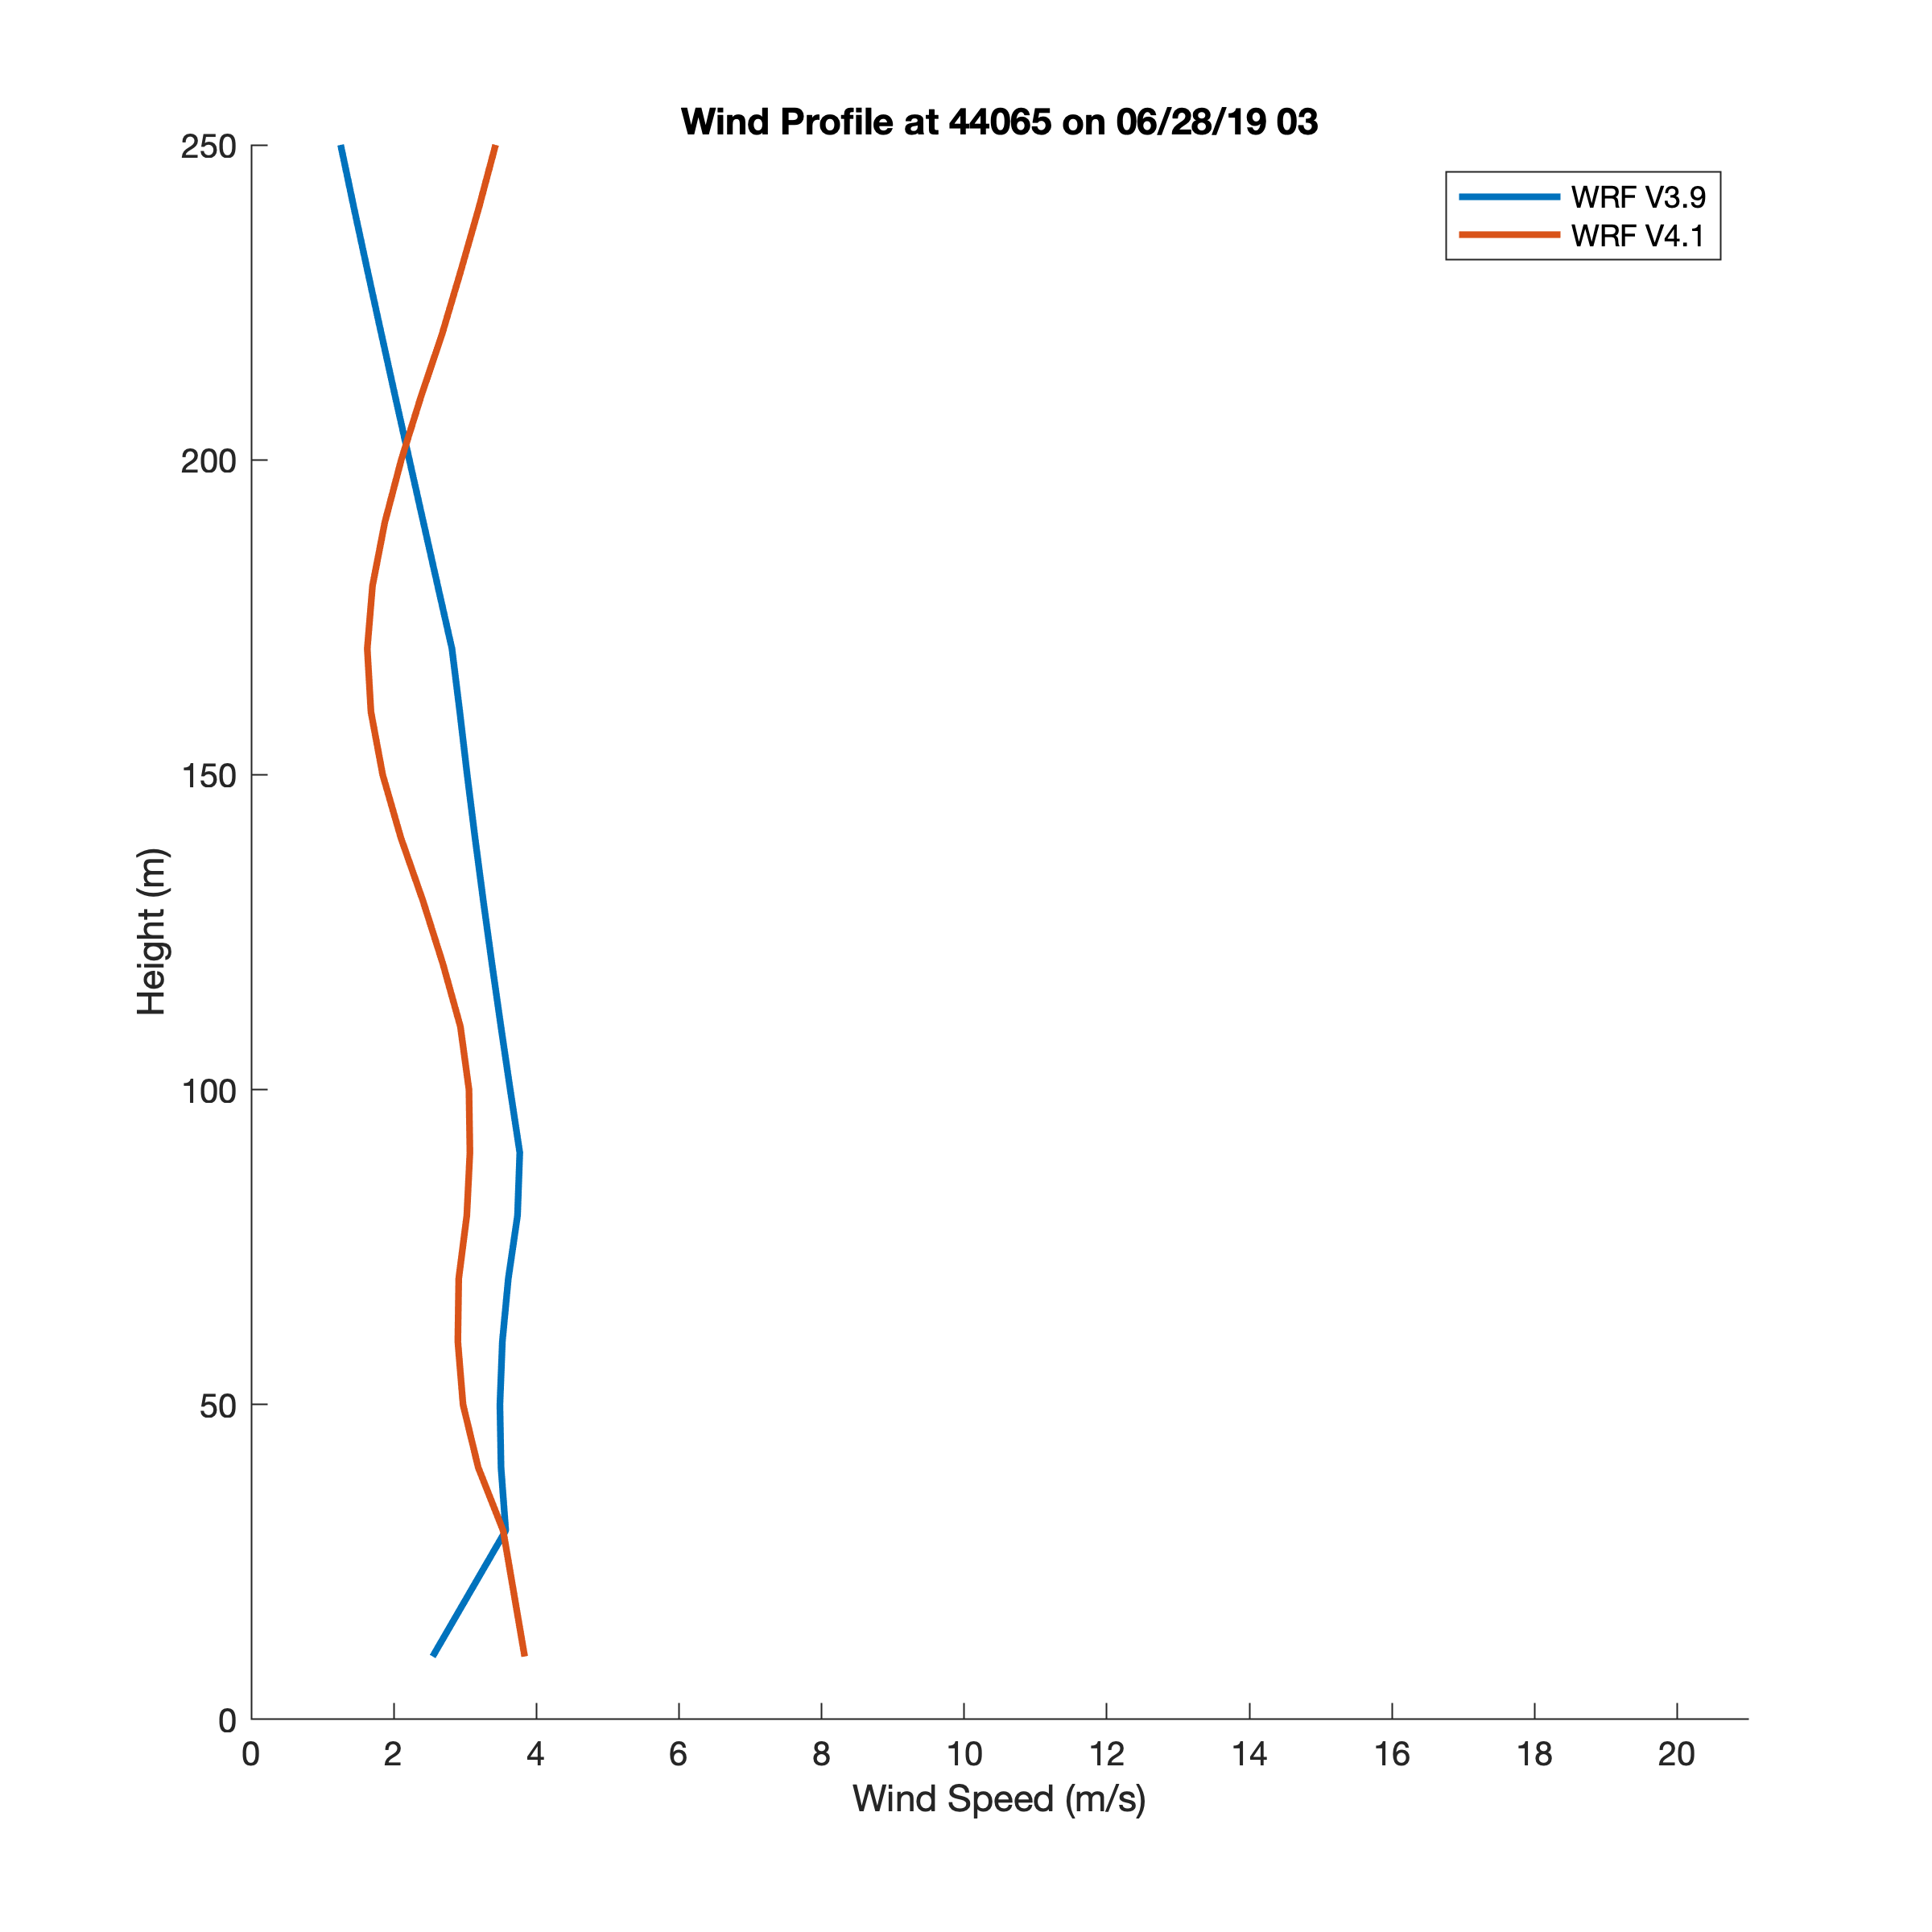 Wind Profile at 44065 on 06/28/19 03
WRF V3.9
WRF V4.1
250
200
150
100
50
0
Height (m)
0 2 4 6 8 10 12 14 16 18 20
Wind Speed (m/s)